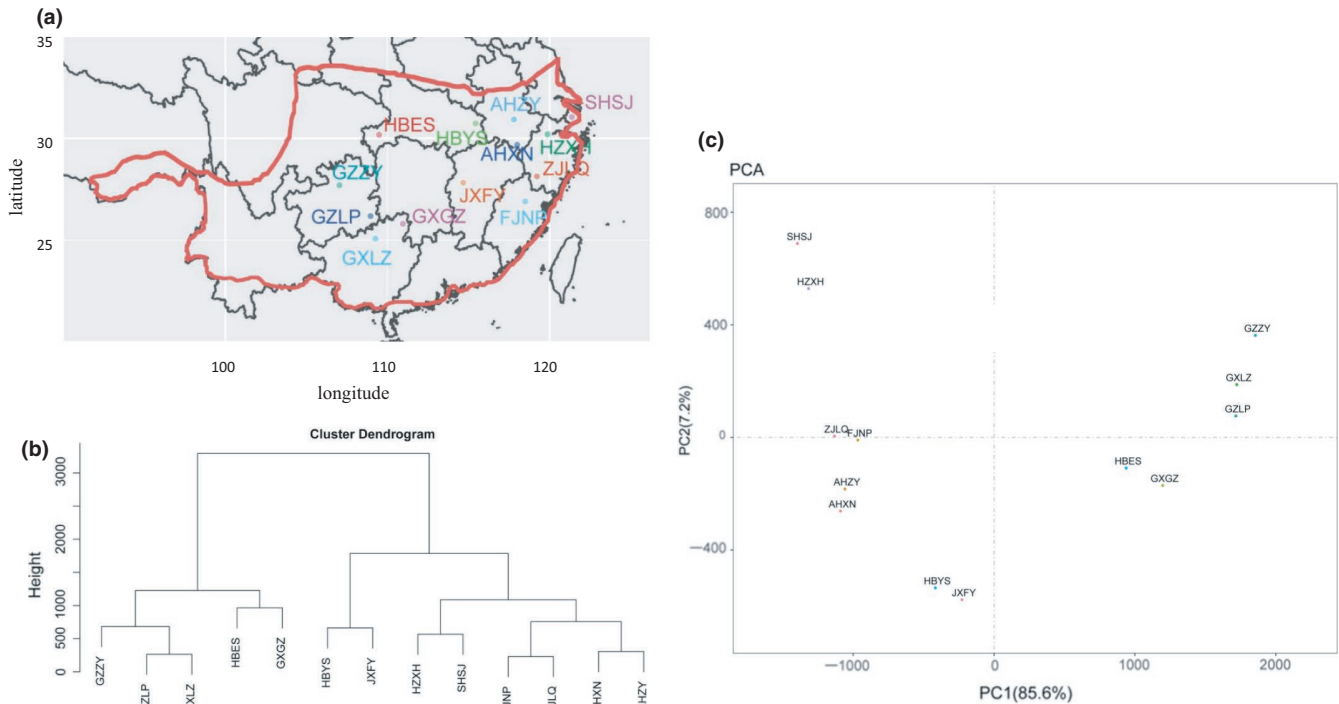 (a)
35
30
25
latitude
AHZY
SHSJ
HBES
HBYS
HZXH
AHXN
GZZY
ZJLQ
JXFY
GZLP
GXGZ
FJNP
GXLZ
100
110
120
longitude
(b)
Cluster Dendrogram
Height
3000
2000
1000
500
0
GZZY
ZLP
XLZ
HBES
GXGZ
HBYS
JXFY
HZXH
SHSJ
JNP
JLQ
HXN
HZY
(c)
PCA
800
400
0
−400
PC2(7.2%)
SHSJ
HZXH
GZZY
GXLZ
GZLP
ZJLQ
FJNP
HBES
GXGZ
AHZY
AHXN
HBYS
JXFY
−1000
0
1000
2000
PC1(85.6%)